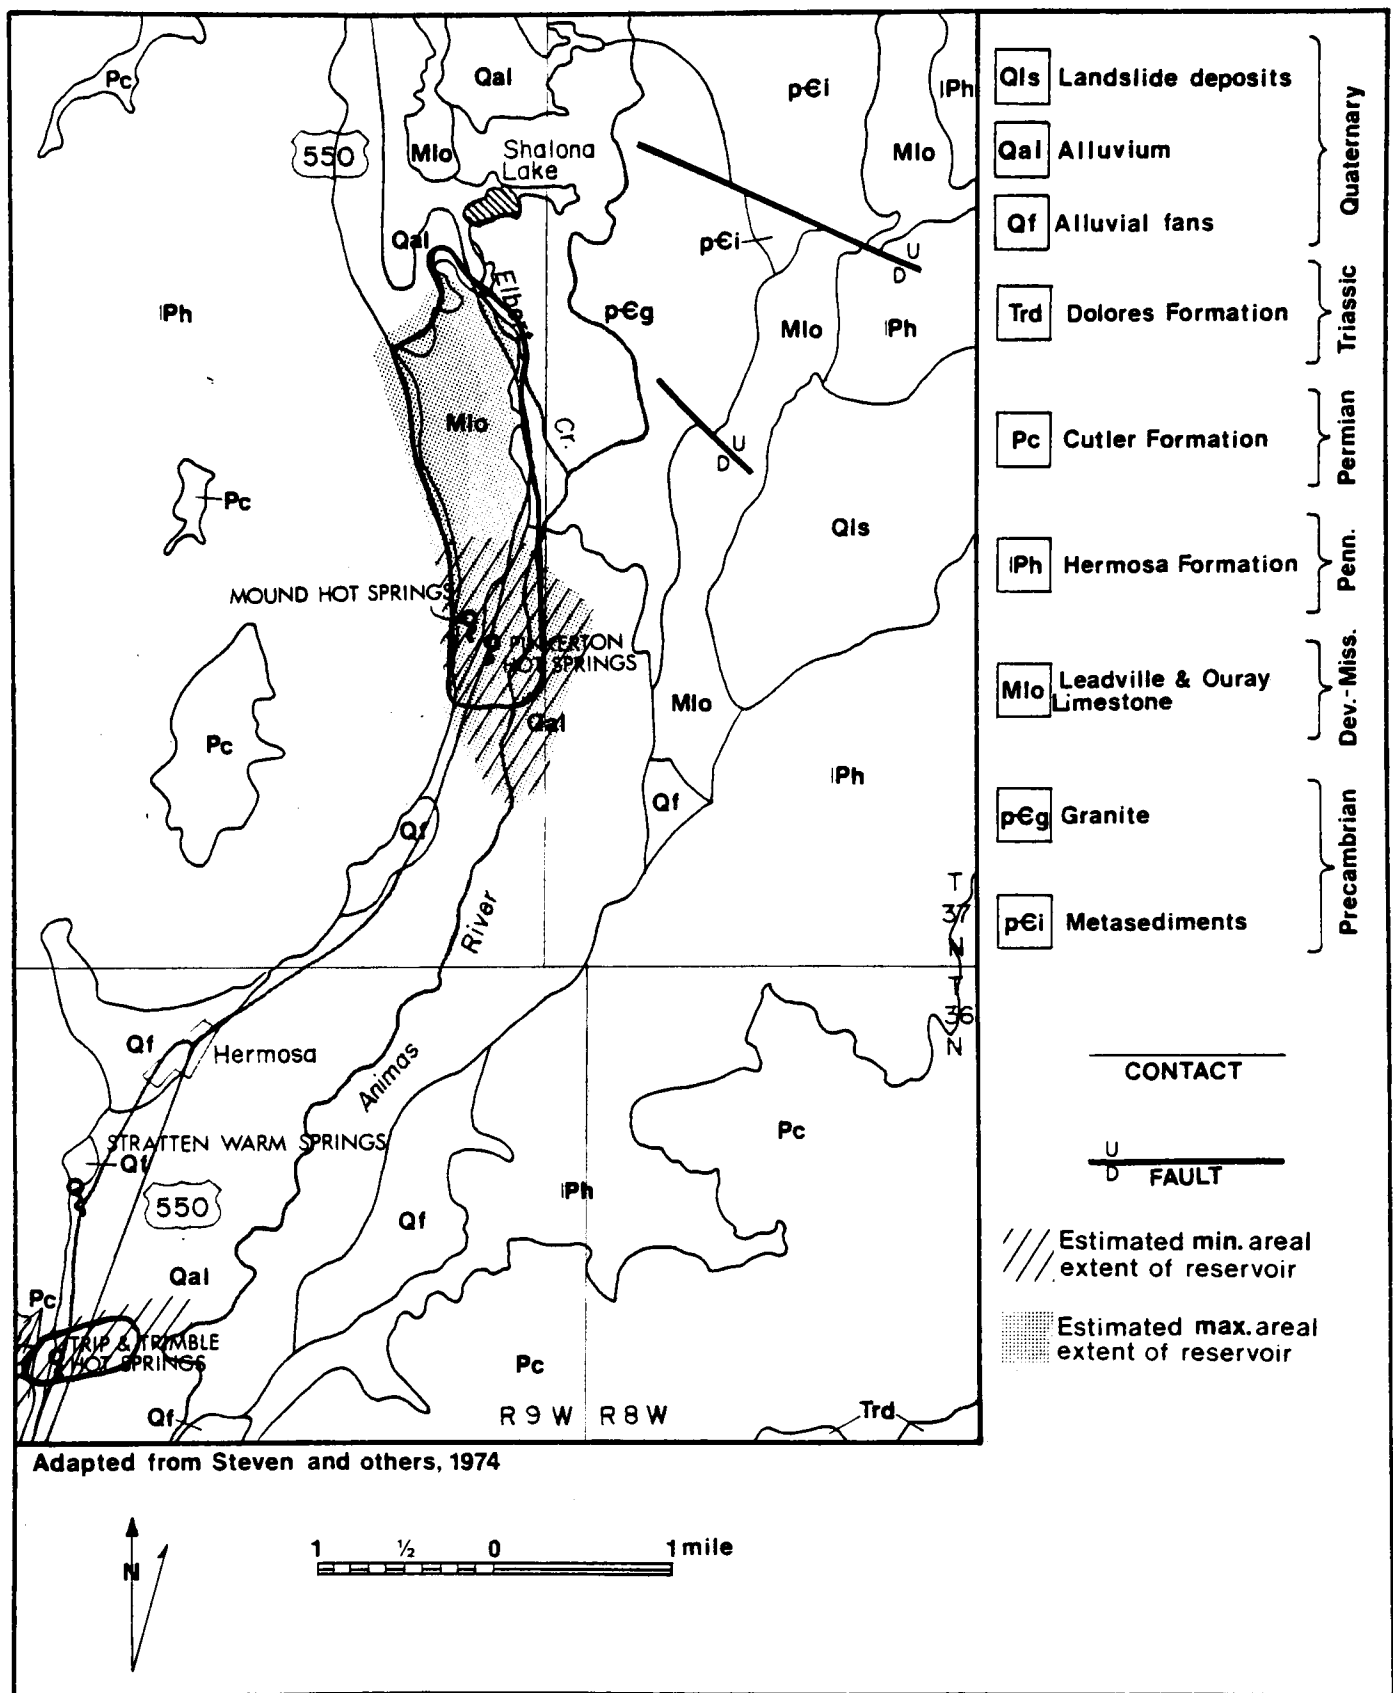 Pc
Qal
p€i
IPh
550
Mlo
Shalona
Lake
Mlo
Qal
p€i
U
D
Elbert
IPh
p€g
Mlo
IPh
Mlo
Cr.
U
D
Pc
Qls
MOUND HOT SPRINGS
PINKERTON
HOT SPRINGS
Mlo
Qal
Pc
IPh
Qf
Qf
T
37
N
River
T
36
N
Qf
Hermosa
Animas
Pc
STRATTEN WARM SPRINGS
Qf
IPh
550
Qf
Qal
Pc
TRIP & TRIMBLE
HOT SPRINGS
Pc
Qf
R 9 W
R 8 W
Trd
Qls Landslide deposits
Qal Alluvium
Qf Alluvial fans
Quaternary
Trd Dolores Formation
Triassic
Pc Cutler Formation
Permian
IPh Hermosa Formation
Penn.
Mlo Leadville & Ouray
Limestone
Dev.-Miss.
p€g Granite
p€i Metasediments
Precambrian
CONTACT
U
D
FAULT
Estimated min. areal
extent of reservoir
Estimated max. areal
extent of reservoir
Adapted from Steven and others, 1974
N
1 ½ 0 1 mile